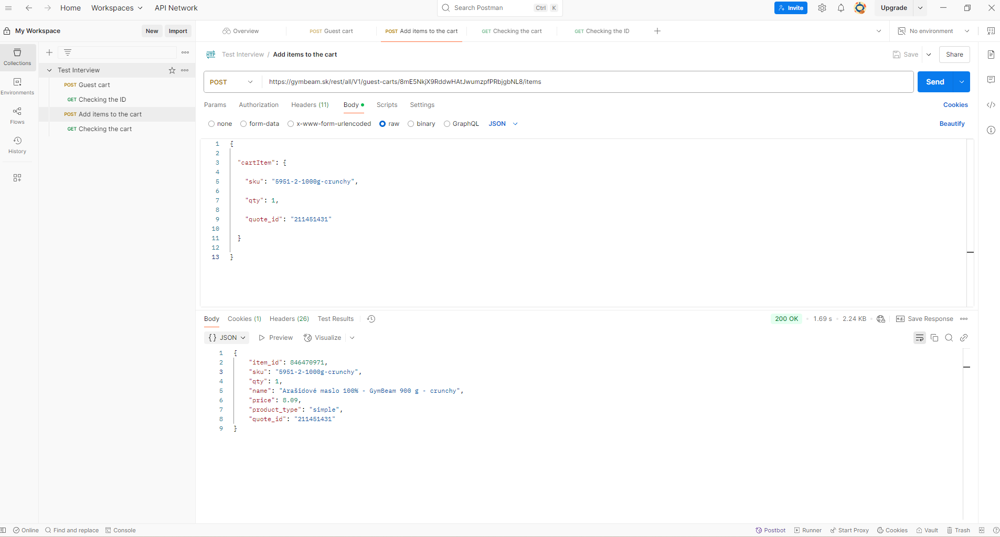 Home Workspaces API Network Search Postman Ctrl K Invite Upgrade
My Workspace New Import Overview POST Guest cart POST Add items to the cart GET Checking the cart GET Checking the ID No environment
Collections
Environments
Flows
History
Test Interview
POST Guest cart
GET Checking the ID
POST Add items to the cart
GET Checking the cart
HTTP Test Interview / Add items to the cart Save Share
POST https://gymbeam.sk/rest/all/V1/guest-carts/8mE5NkjX9RddwHAtJwumzpfPRbjgbNL8/items Send
Params Authorization Headers (11) Body Scripts Settings Cookies
none form-data x-www-form-urlencoded raw binary GraphQL JSON Beautify
1 {
2
3 "cartItem": {
4
5 "sku": "5951-2-1000g-crunchy",
6
7 "qty": 1,
8
9 "quote_id": "211451431"
10
11 }
12
13 }
Body Cookies (1) Headers (26) Test Results 200 OK 1.69 s 2.24 KB Save Response
{} JSON Preview Visualize
1 {
2 "item_id": 846470971,
3 "sku": "5951-2-1000g-crunchy",
4 "qty": 1,
5 "name": "Arašidové maslo 100% - GymBeam 900 g - crunchy",
6 "price": 8.09,
7 "product_type": "simple",
8 "quote_id": "211451431"
9 }
Online Find and replace Console Postbot Runner Start Proxy Cookies Vault Trash